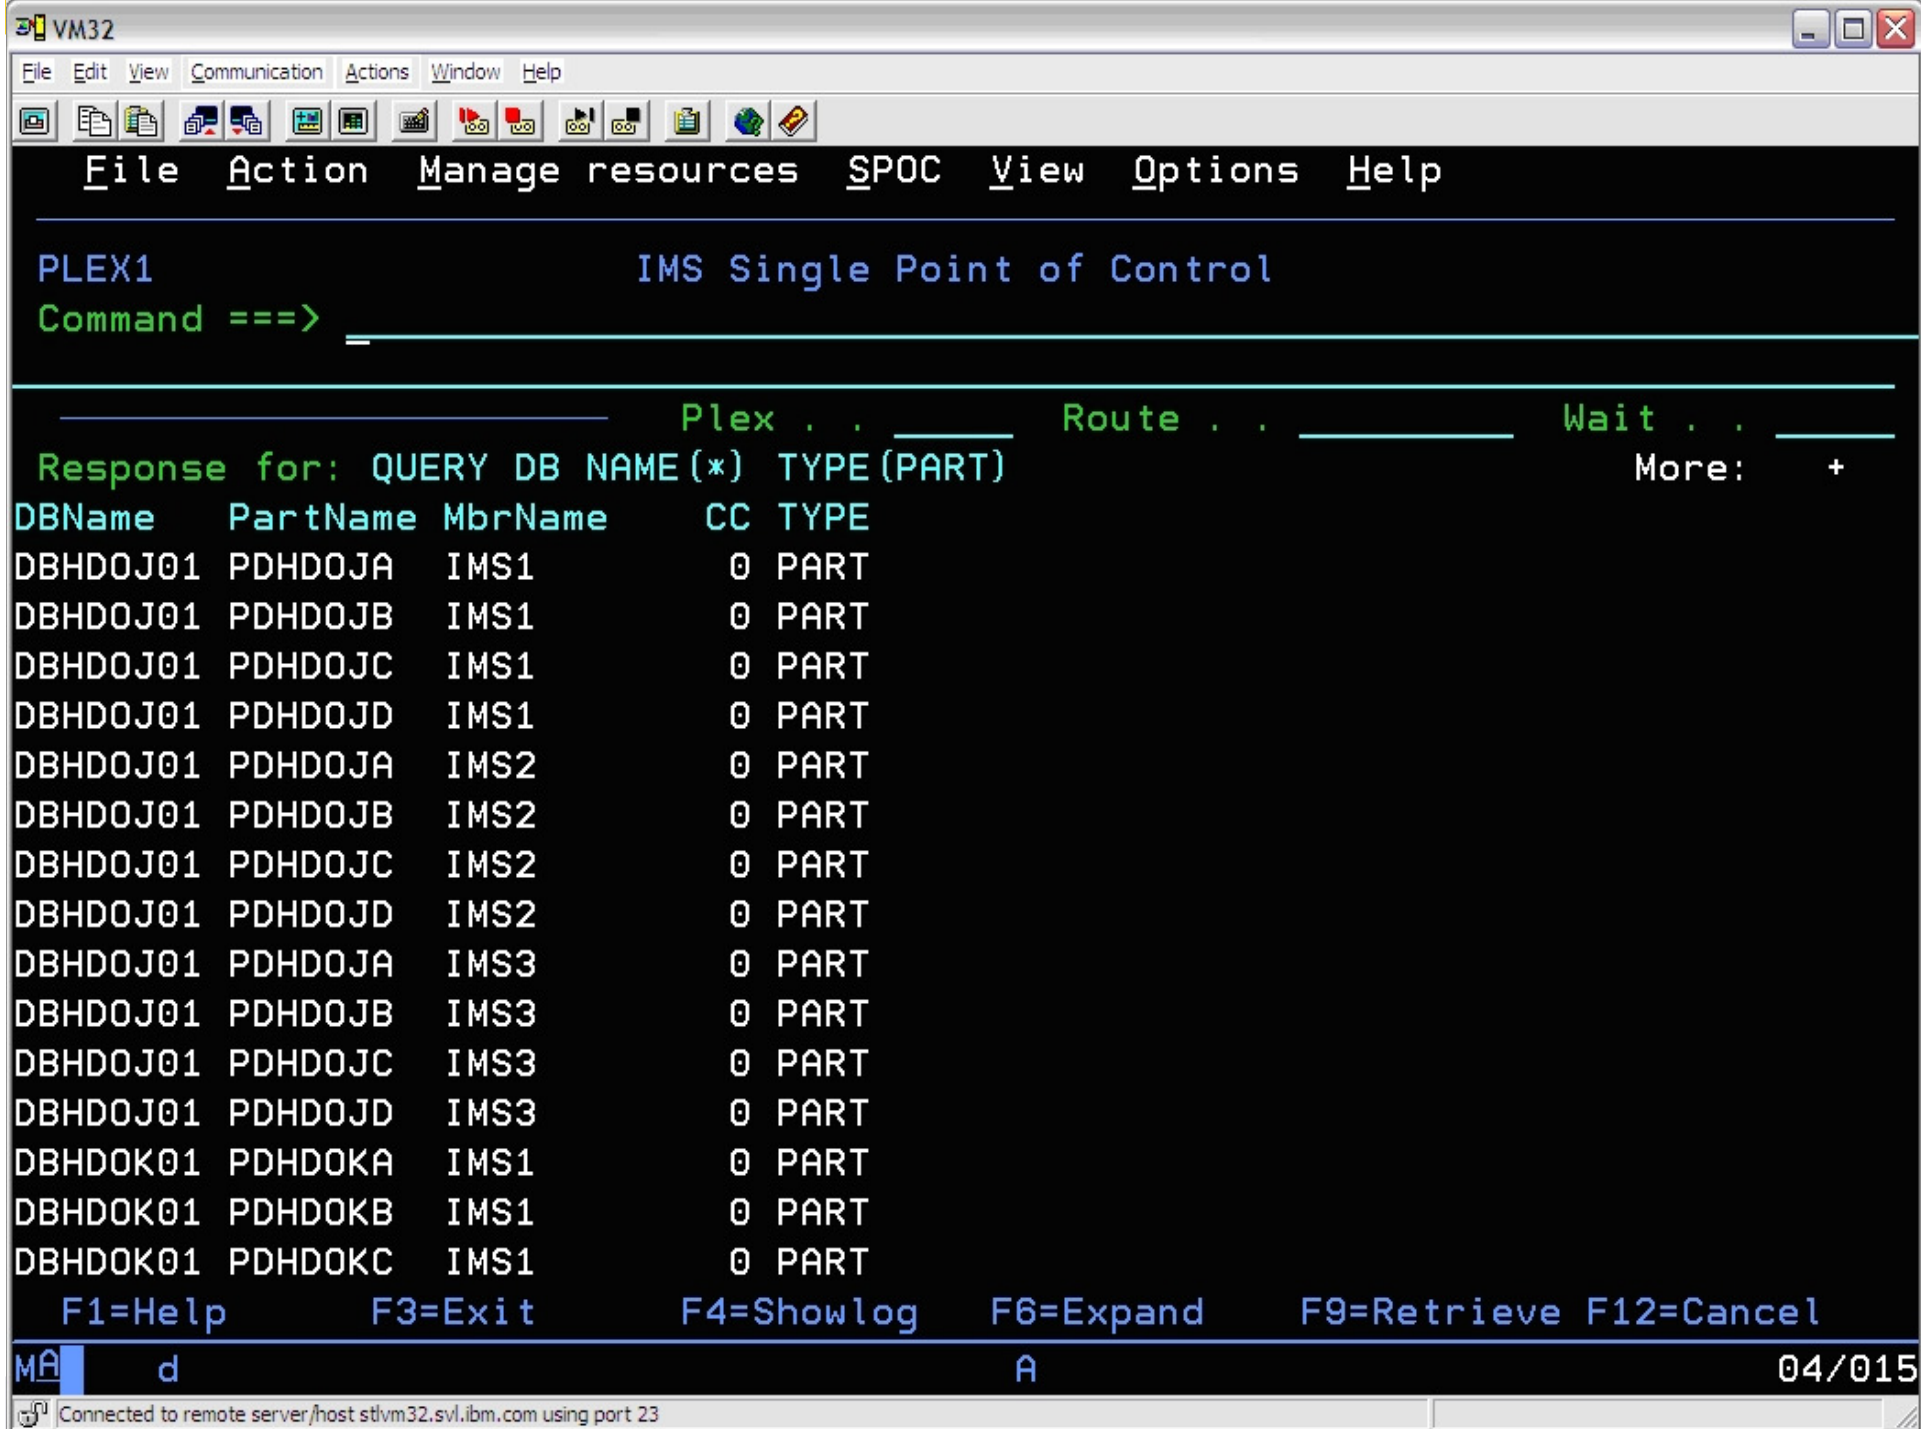 VM32
File Edit View Communication Actions Window Help
File Action Manage resources SPOC View Options Help
PLEX1 IMS Single Point of Control
Command ===>
Plex . . Route . . Wait . .
Response for: QUERY DB NAME(*) TYPE(PART) More: +
DBName PartName MbrName CC TYPE
DBHDOJ01 PDHDOJA IMS1 0 PART
DBHDOJ01 PDHDOJB IMS1 0 PART
DBHDOJ01 PDHDOJC IMS1 0 PART
DBHDOJ01 PDHDOJD IMS1 0 PART
DBHDOJ01 PDHDOJA IMS2 0 PART
DBHDOJ01 PDHDOJB IMS2 0 PART
DBHDOJ01 PDHDOJC IMS2 0 PART
DBHDOJ01 PDHDOJD IMS2 0 PART
DBHDOJ01 PDHDOJA IMS3 0 PART
DBHDOJ01 PDHDOJB IMS3 0 PART
DBHDOJ01 PDHDOJC IMS3 0 PART
DBHDOJ01 PDHDOJD IMS3 0 PART
DBHDOK01 PDHDOKA IMS1 0 PART
DBHDOK01 PDHDOKB IMS1 0 PART
DBHDOK01 PDHDOKC IMS1 0 PART
F1=Help F3=Exit F4=Showlog F6=Expand F9=Retrieve F12=Cancel
MA d A 04/015
Connected to remote server/host stlvm32.svl.ibm.com using port 23